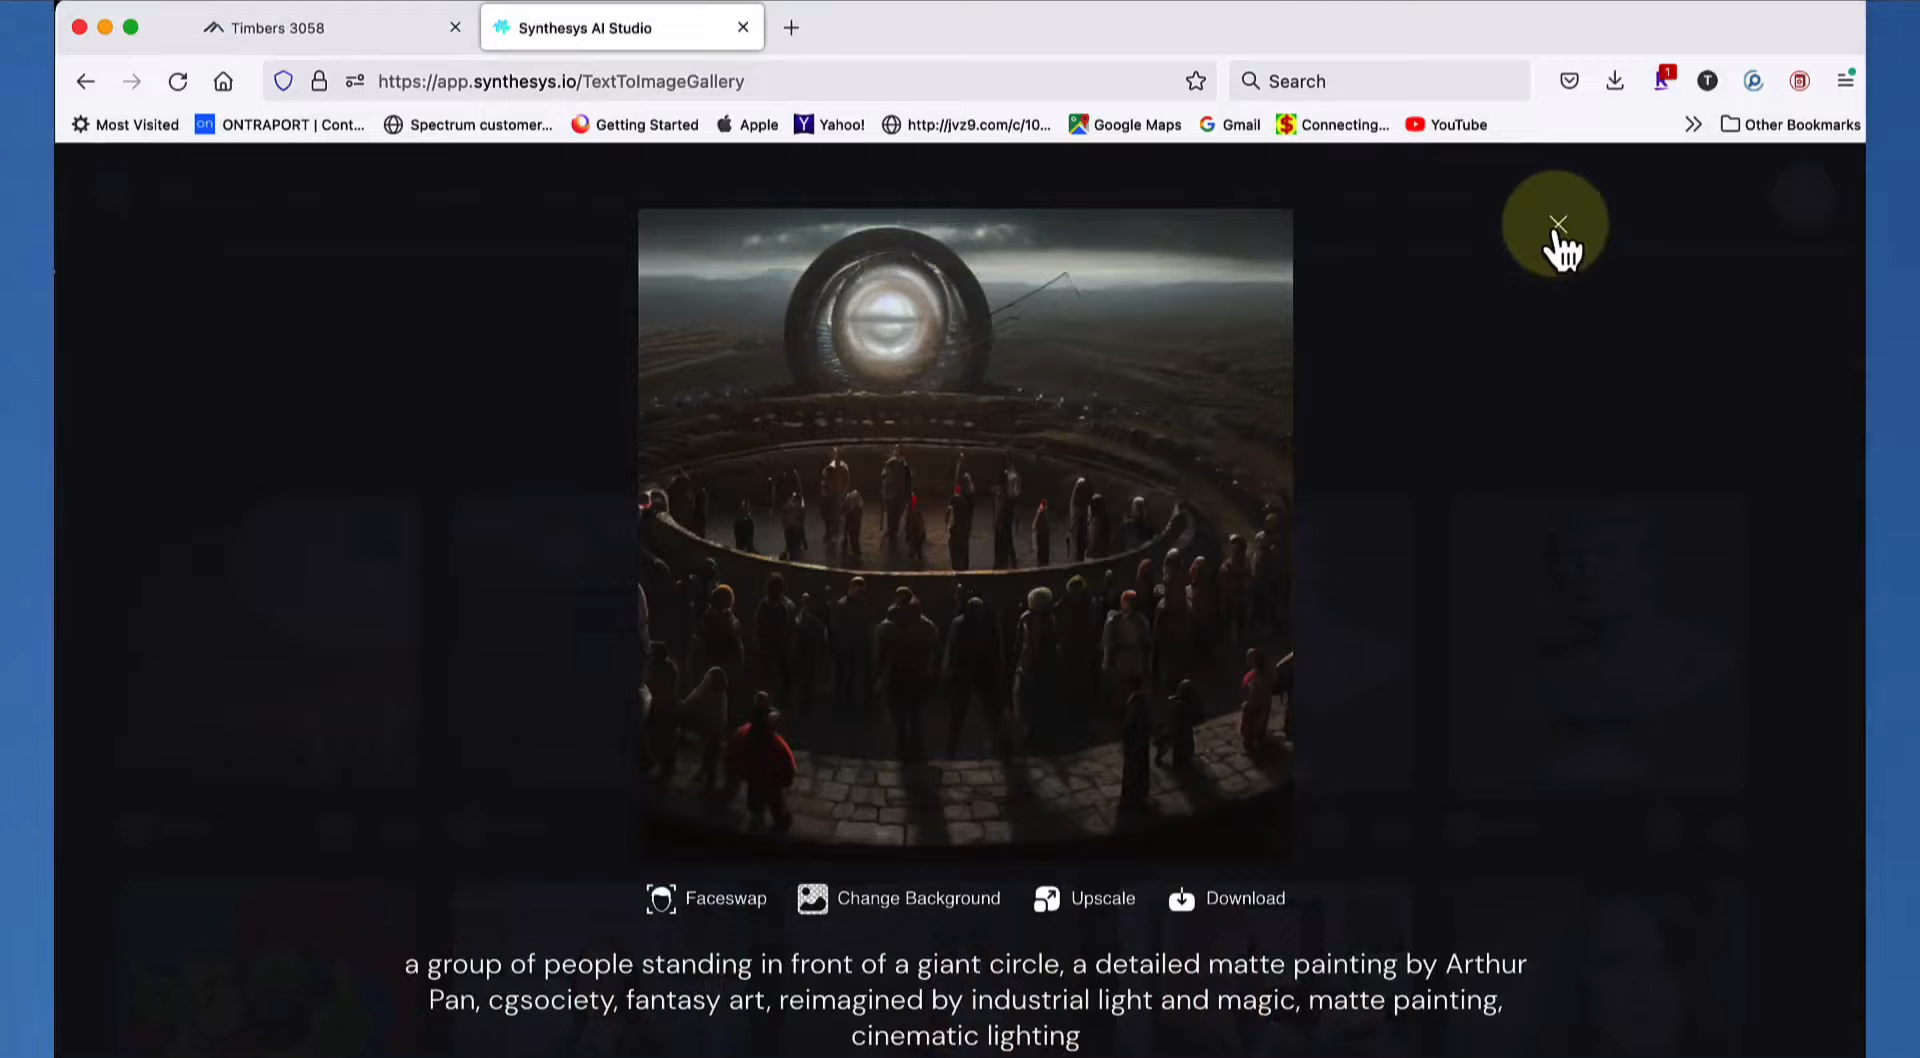 Timbers 3058
Synthesys AI Studio
https://app.synthesys.io/TextToImageGallery
Search
1
T
Most Visited
on ONTRAPORT | Cont...
Spectrum customer...
Getting Started
Apple
Y Yahoo!
http://jvz9.com/c/10...
Google Maps
G Gmail
$ Connecting...
YouTube
Other Bookmarks
Faceswap
Change Background
Upscale
Download
a group of people standing in front of a giant circle, a detailed matte painting by Arthur
Pan, cgsociety, fantasy art, reimagined by industrial light and magic, matte painting,
cinematic lighting